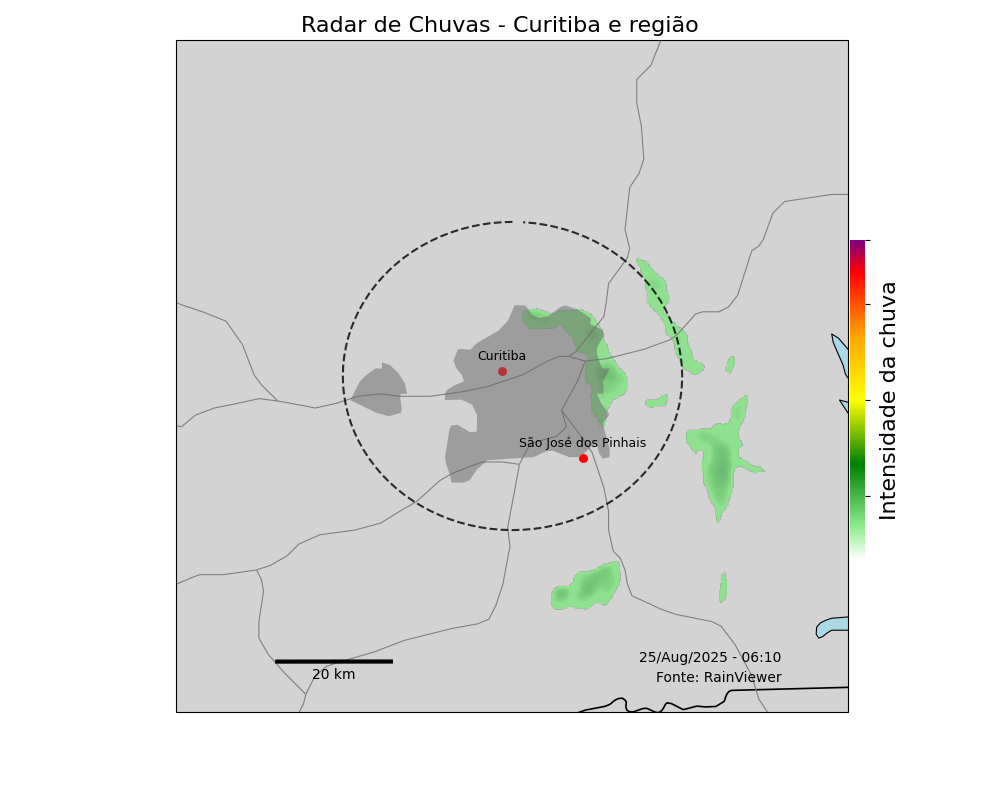 Radar de Chuvas - Curitiba e região
Curitiba
São José dos Pinhais
Intensidade da chuva
20 km
25/Aug/2025 - 06:10
Fonte: RainViewer